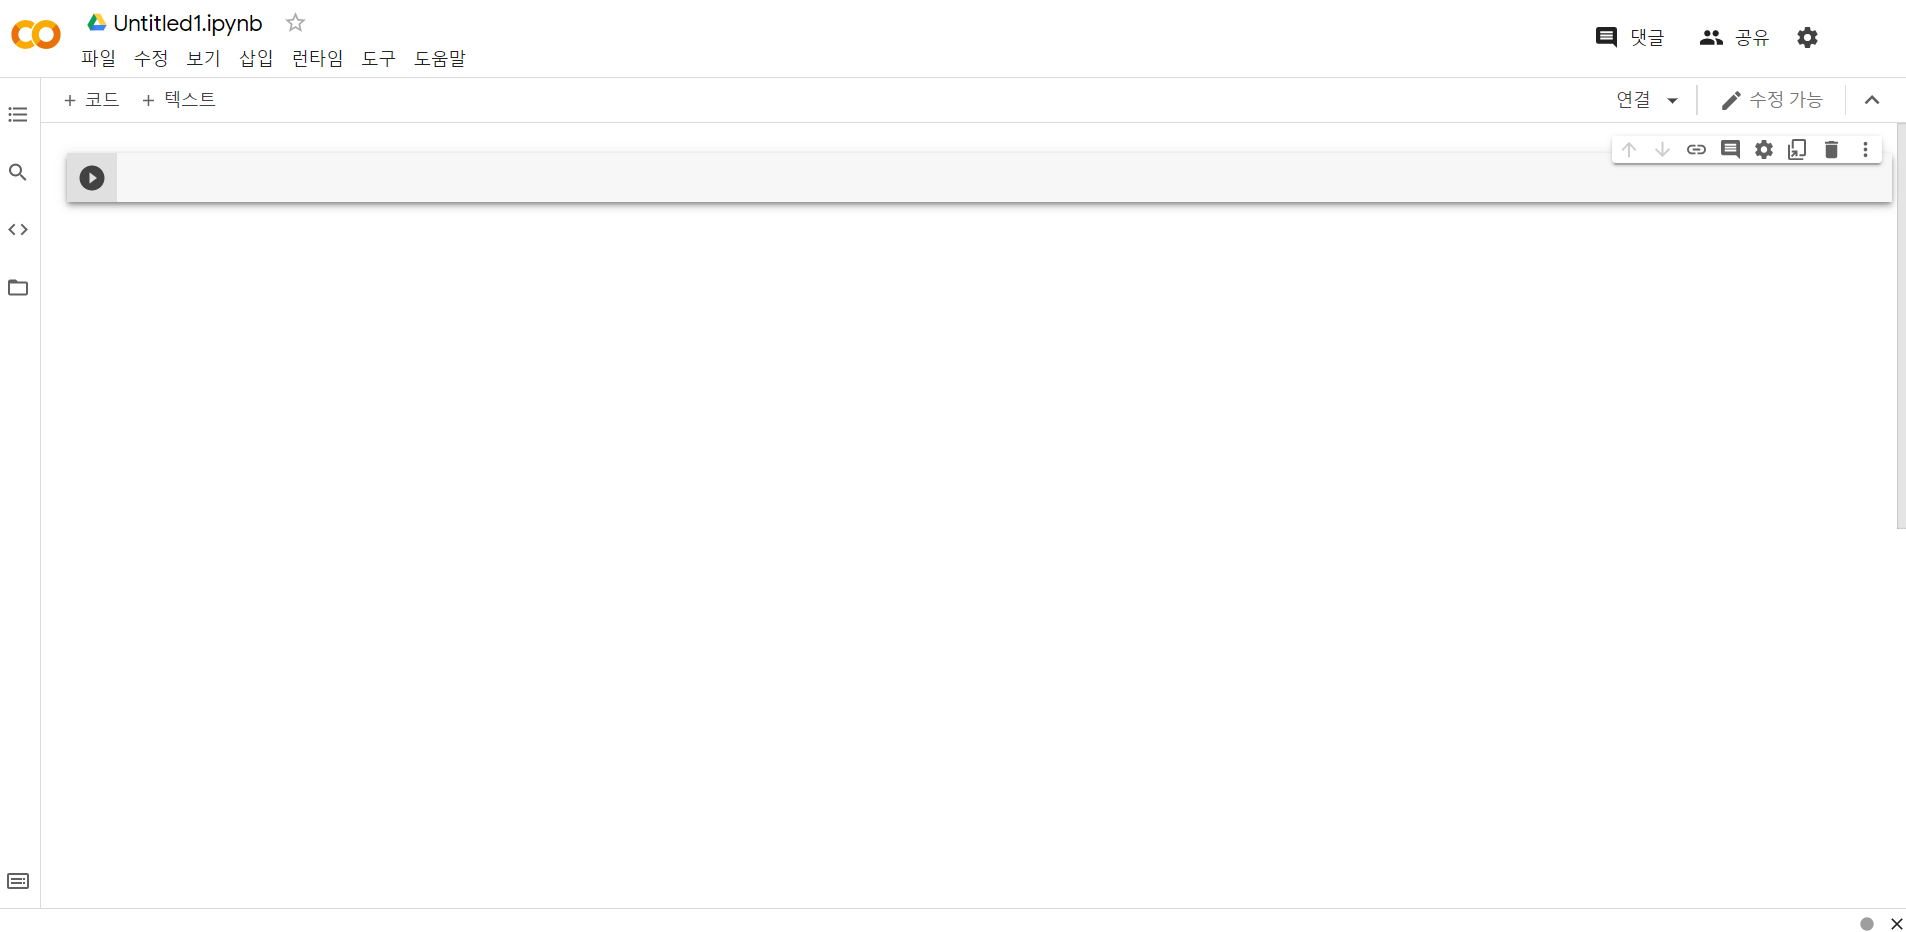 Untitled1.ipynb
파일 수정 보기 삽입 런타임 도구 도움말
댓글 공유
+ 코드 + 텍스트
연결 수정 가능